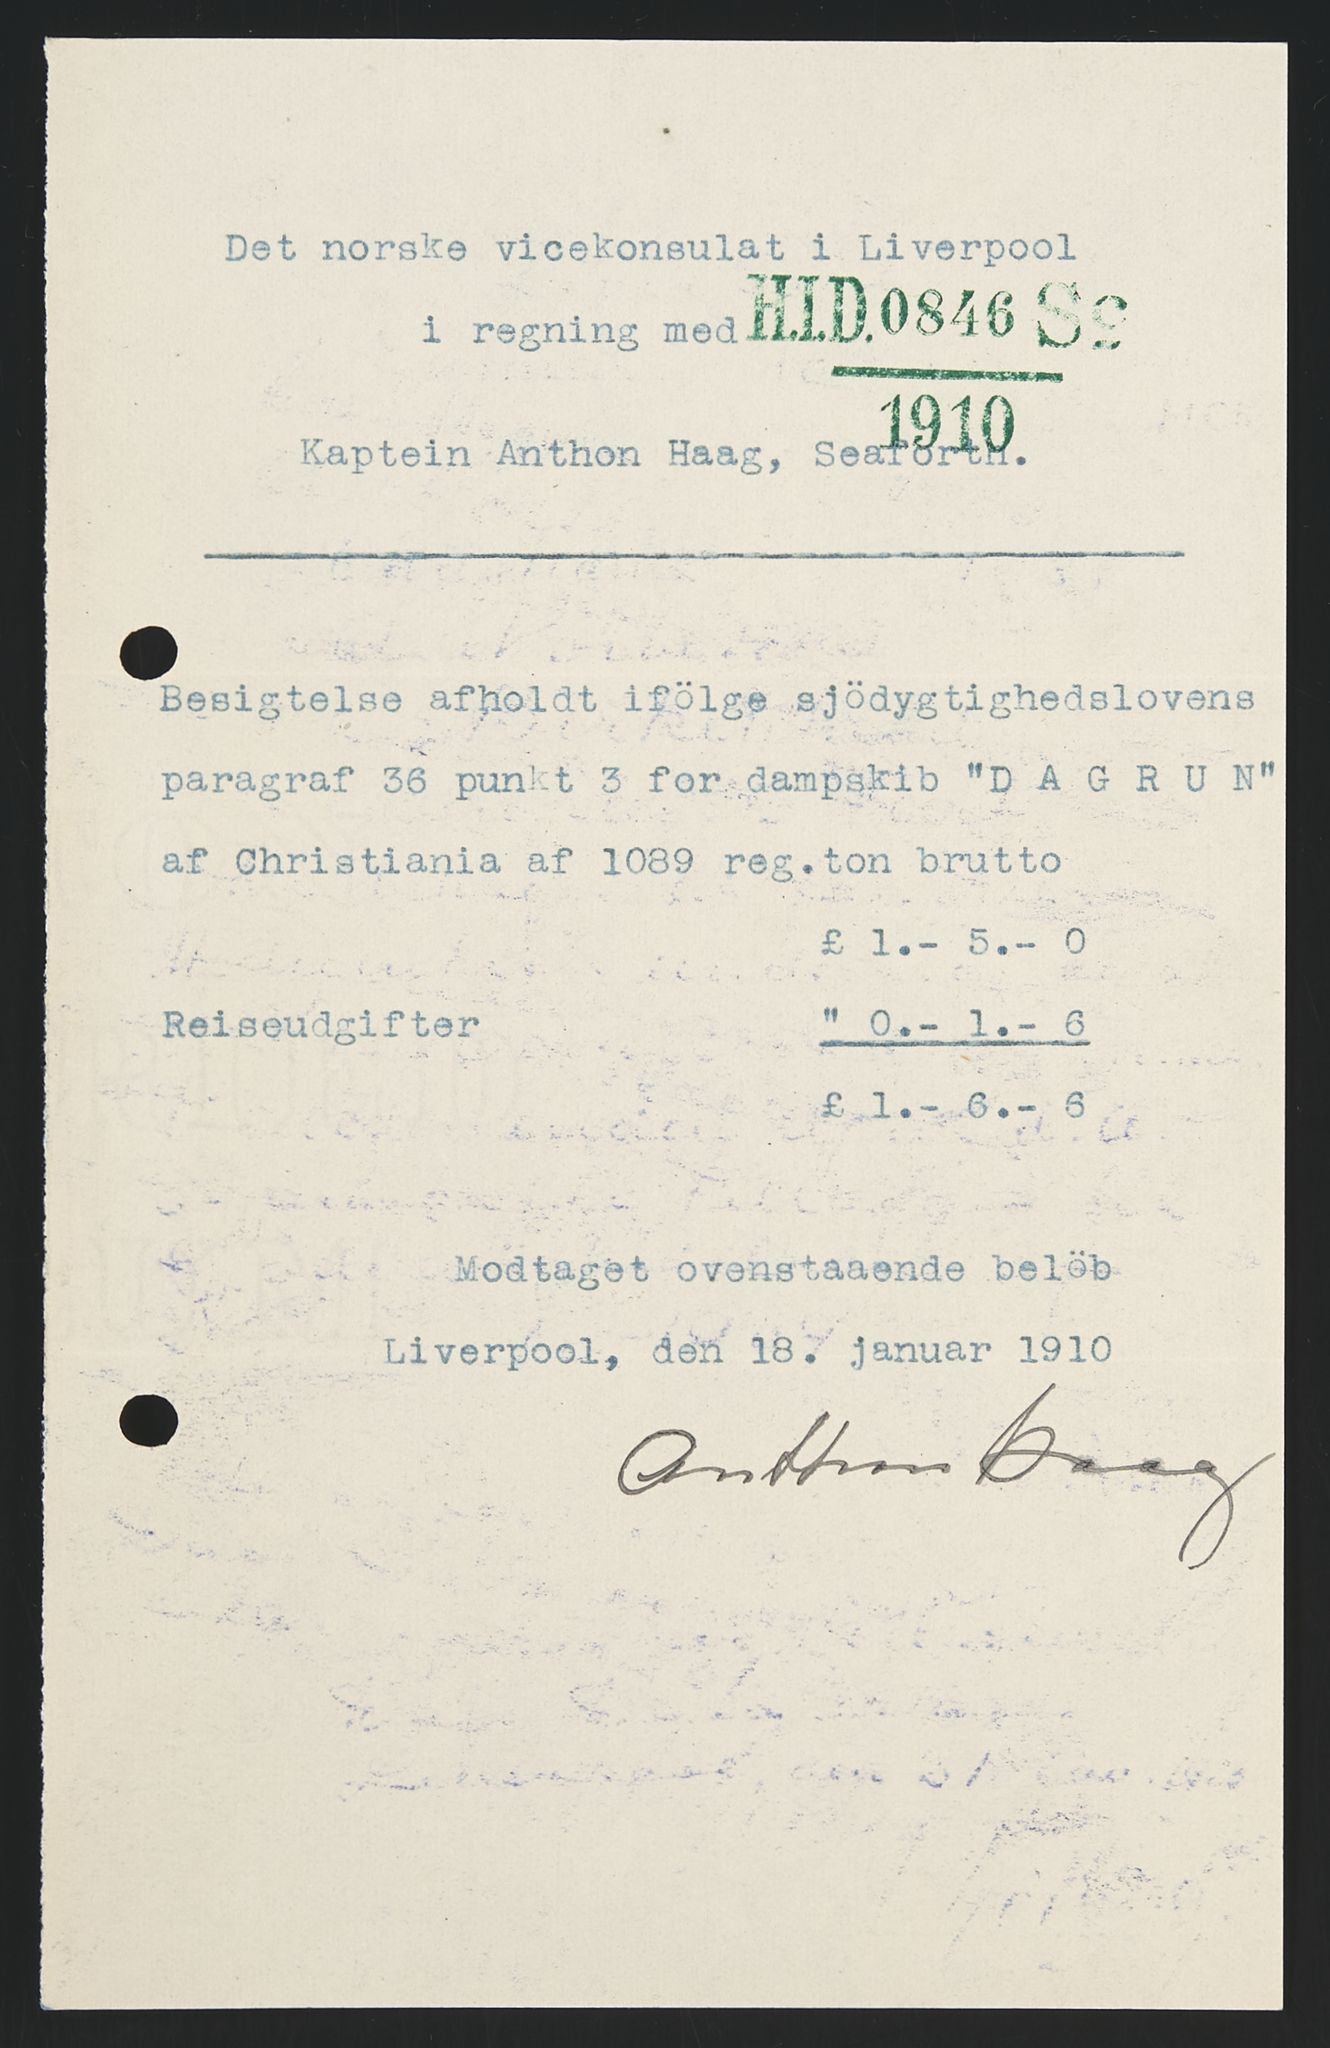 Det norske vicekonsulat i Liverpool
i regning med H.I.D. 0846
1910
Kaptein Anthon Haag, Seaforth.
Besigtelse afholdt ifölge sjödygtighedslovens
paragraf 36 punkt 3 for dampskib "D A G R U N"
af Christiania af 1089 reg.ton brutto
£ 1.- 5.- 0
Reiseudgifter " 0.- 1.- 6
£ 1.- 6.- 6
Modtaget ovenstaaende belöb
Liverpool, den 18. januar 1910
Anthon Haag